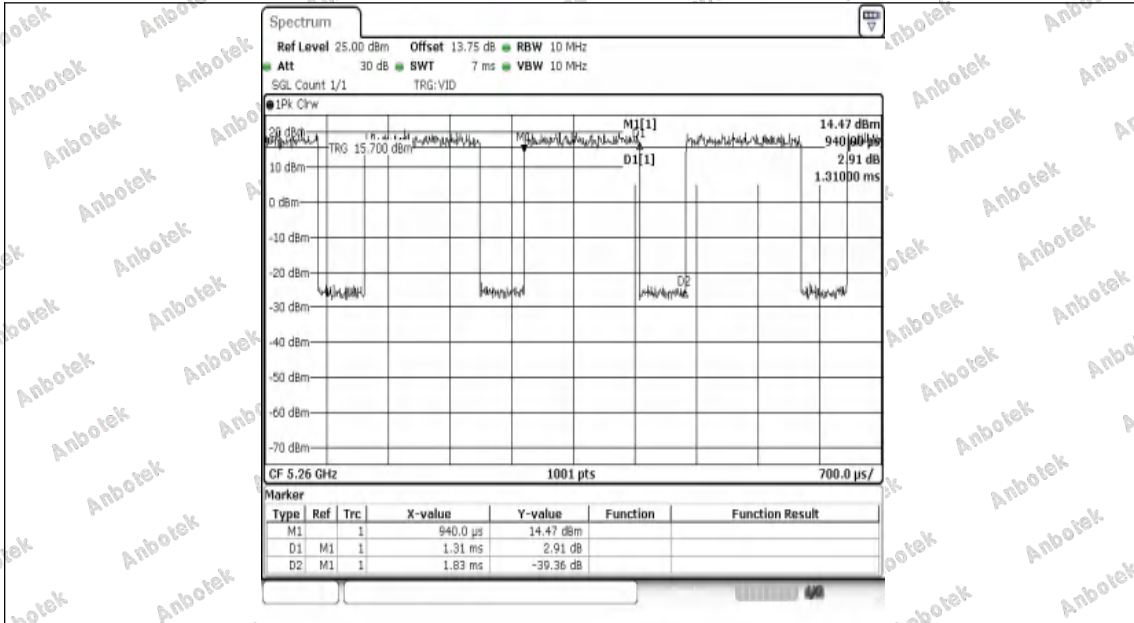 Spectrum
Ref Level 25.00 dBm Offset 13.75 dB RBW 10 MHz
Att 30 dB SWT 7 ms VBW 10 MHz
SGL Count 1/1 TRG:VID
1Pk Clrw
M1[1] 14.47 dBm
20 dBm
M1
TRG 15.700 dBm
D1[1] 2.91 dB
10 dBm
1.31000 ms
0 dBm
-10 dBm
-20 dBm
D2
-30 dBm
-40 dBm
-50 dBm
-60 dBm
-70 dBm
CF 5.26 GHz 1001 pts 700.0 µs/
Marker
Type Ref Trc X-value Y-value Function Function Result
M1 1 940.0 µs 14.47 dBm
D1 M1 1 1.31 ms 2.91 dB
D2 M1 1 1.83 ms -39.36 dB
Anbotek